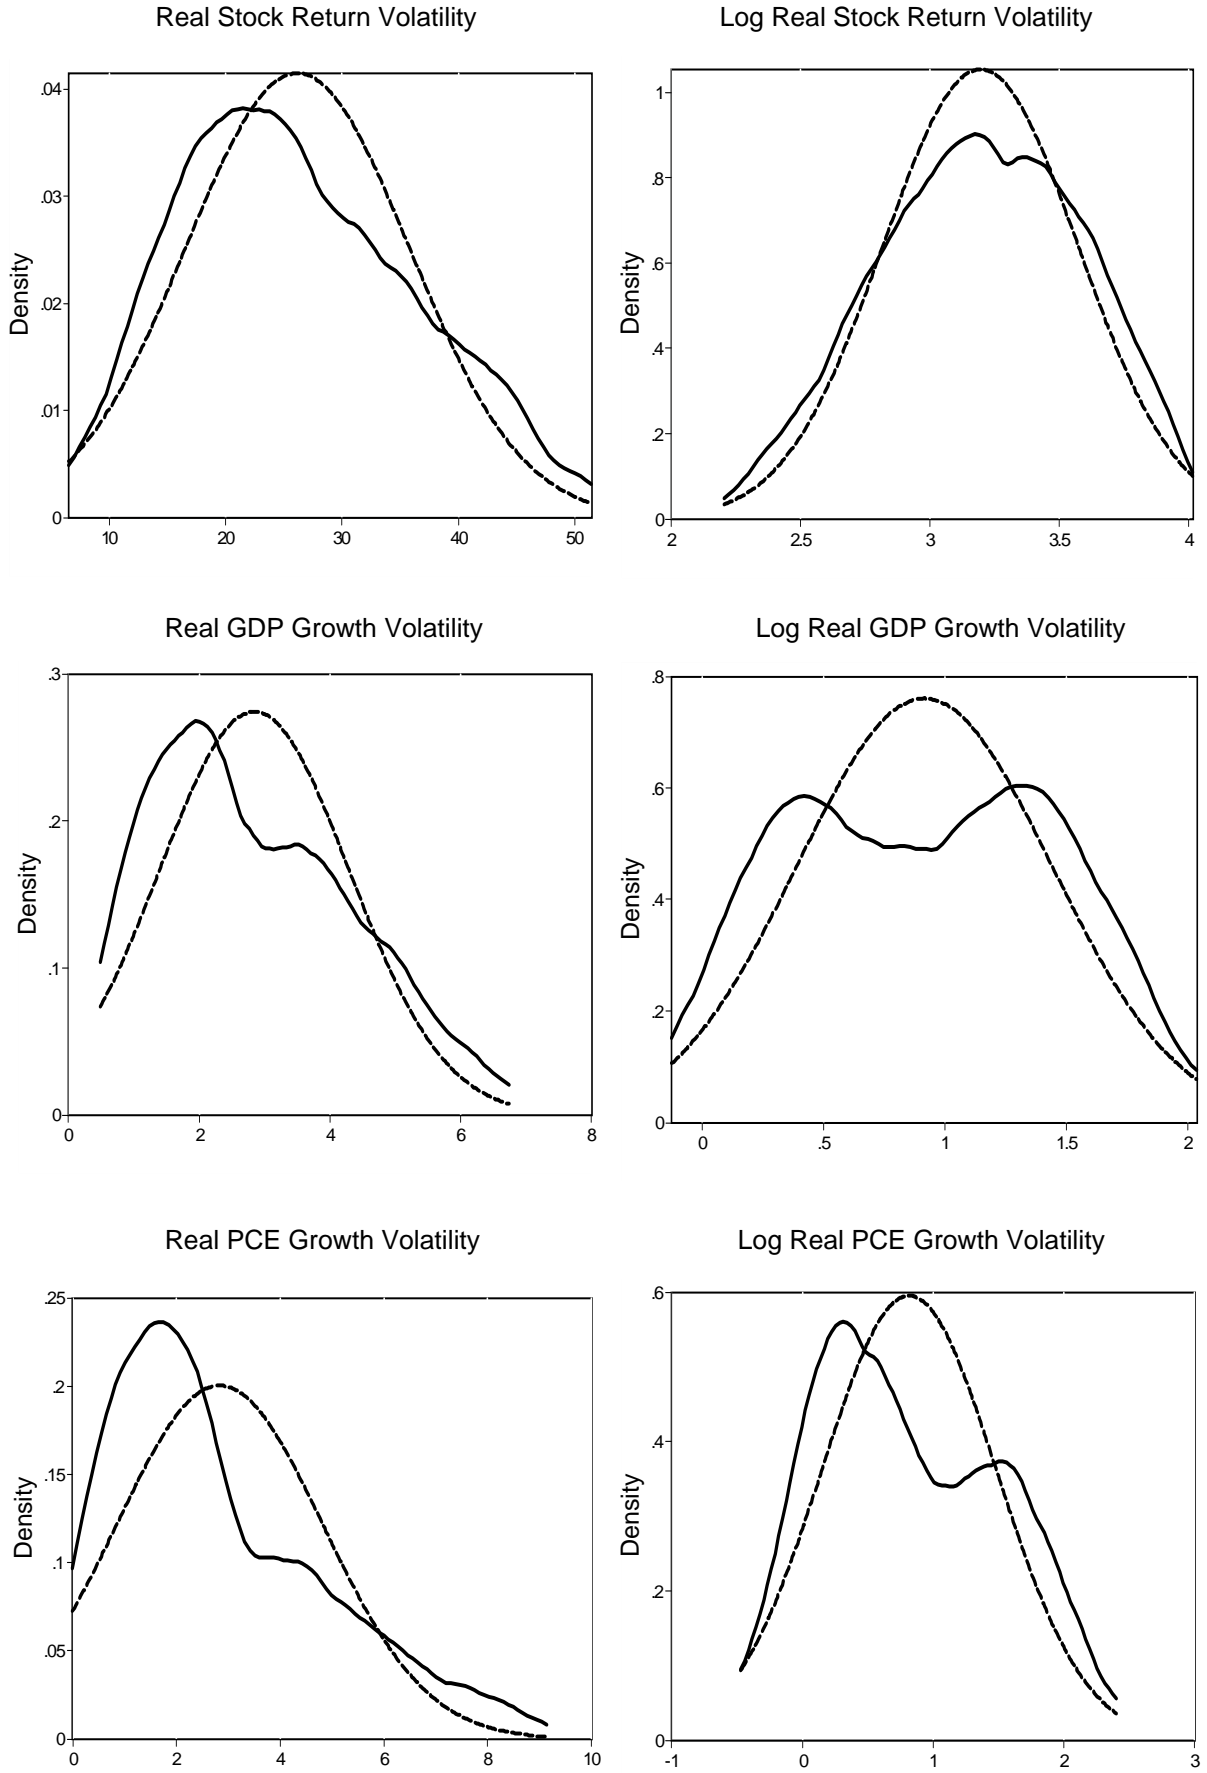 Real Stock Return Volatility
Log Real Stock Return Volatility
.04
.03
.02
.01
0
Density
10 20 30 40 50
1
.8
.6
.4
.2
0
Density
2 2.5 3 3.5 4
Real GDP Growth Volatility
Log Real GDP Growth Volatility
.3
.2
.1
0
Density
0 2 4 6 8
.8
.6
.4
.2
0
Density
0 .5 1 1.5 2
Real PCE Growth Volatility
Log Real PCE Growth Volatility
.25
.2
.15
.1
.05
0
Density
0 2 4 6 8 10
.6
.4
.2
0
Density
-1 0 1 2 3